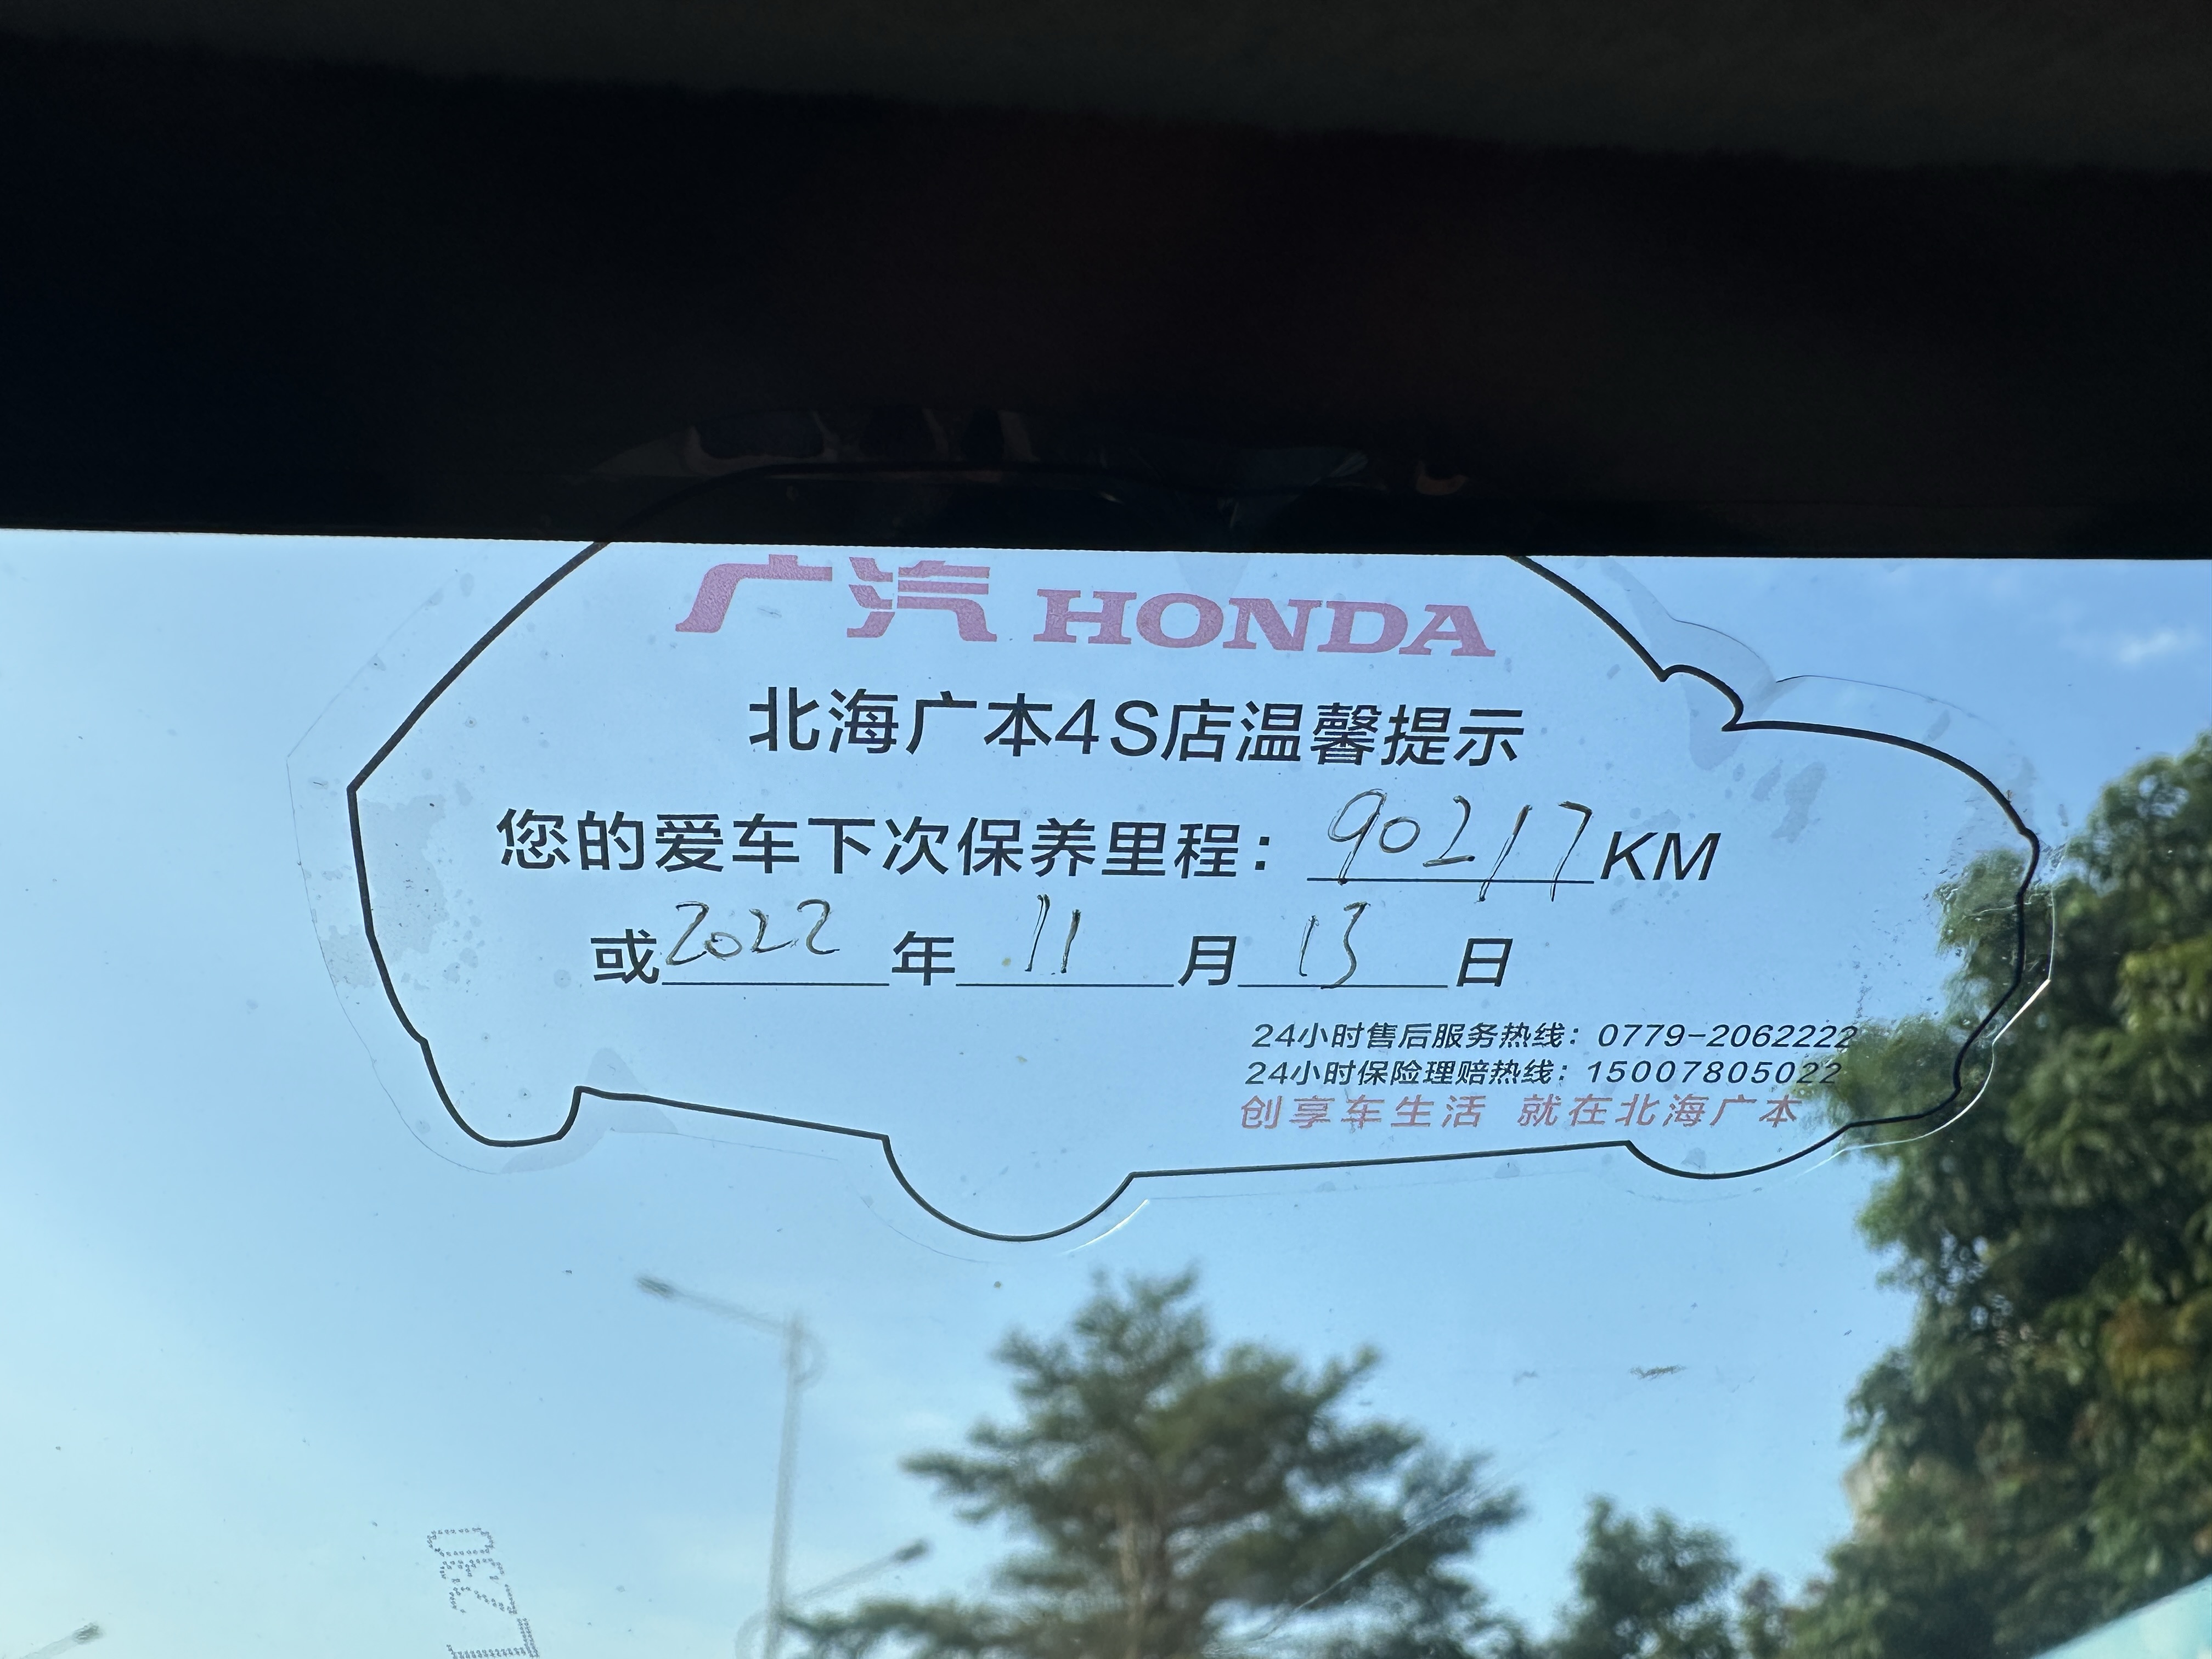 广汽 HONDA
北海广本4S店温馨提示
您的爱车下次保养里程：90217KM
或2022年11月13日
24小时售后服务热线：0779-2062222
24小时保险理赔热线：15007805022
创享车生活 就在北海广本